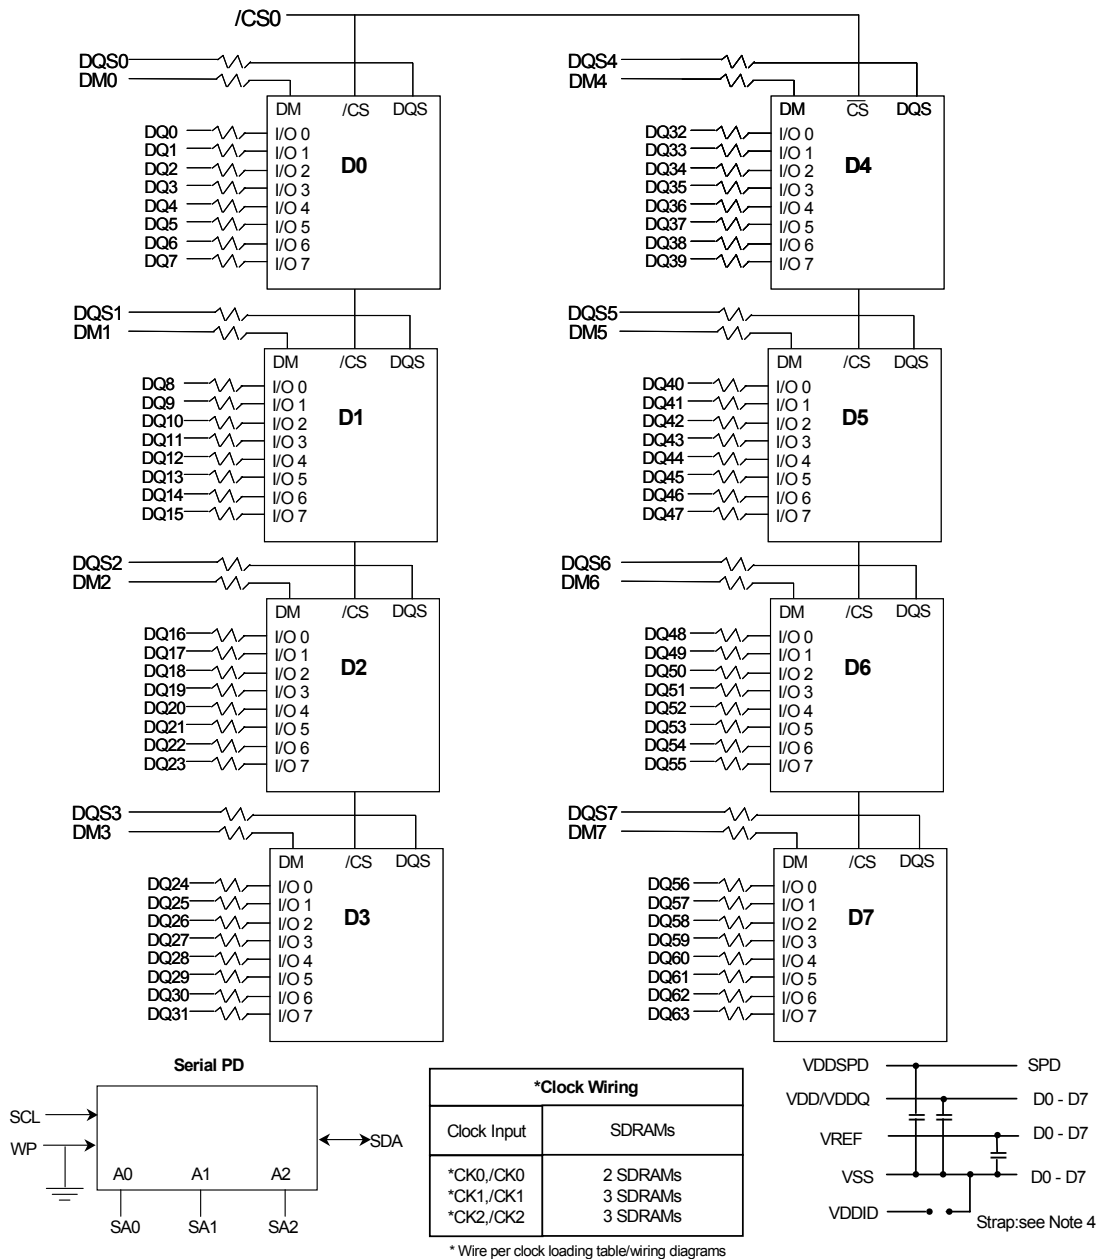 /CS0
DQS0
DM0
DM /CS DQS
D0
DQ0 I/O 0
DQ1 I/O 1
DQ2 I/O 2
DQ3 I/O 3
DQ4 I/O 4
DQ5 I/O 5
DQ6 I/O 6
DQ7 I/O 7
DQS1
DM1
DM /CS DQS
D1
DQ8 I/O 0
DQ9 I/O 1
DQ10 I/O 2
DQ11 I/O 3
DQ12 I/O 4
DQ13 I/O 5
DQ14 I/O 6
DQ15 I/O 7
DQS2
DM2
DM /CS DQS
D2
DQ16 I/O 0
DQ17 I/O 1
DQ18 I/O 2
DQ19 I/O 3
DQ20 I/O 4
DQ21 I/O 5
DQ22 I/O 6
DQ23 I/O 7
DQS3
DM3
DM /CS DQS
D3
DQ24 I/O 0
DQ25 I/O 1
DQ26 I/O 2
DQ27 I/O 3
DQ28 I/O 4
DQ29 I/O 5
DQ30 I/O 6
DQ31 I/O 7
DQS4
DM4
DM C̅S̅ DQS
D4
DQ32 I/O 0
DQ33 I/O 1
DQ34 I/O 2
DQ35 I/O 3
DQ36 I/O 4
DQ37 I/O 5
DQ38 I/O 6
DQ39 I/O 7
DQS5
DM5
DM /CS DQS
D5
DQ40 I/O 0
DQ41 I/O 1
DQ42 I/O 2
DQ43 I/O 3
DQ44 I/O 4
DQ45 I/O 5
DQ46 I/O 6
DQ47 I/O 7
DQS6
DM6
DM /CS DQS
D6
DQ48 I/O 0
DQ49 I/O 1
DQ50 I/O 2
DQ51 I/O 3
DQ52 I/O 4
DQ53 I/O 5
DQ54 I/O 6
DQ55 I/O 7
DQS7
DM7
DM /CS DQS
D7
DQ56 I/O 0
DQ57 I/O 1
DQ58 I/O 2
DQ59 I/O 3
DQ60 I/O 4
DQ61 I/O 5
DQ62 I/O 6
DQ63 I/O 7
Serial PD
SCL
WP
SDA
A0 A1 A2
SA0 SA1 SA2
*Clock Wiring
Clock Input SDRAMs
*CK0,/CK0 2 SDRAMs
*CK1,/CK1 3 SDRAMs
*CK2,/CK2 3 SDRAMs
* Wire per clock loading table/wiring diagrams
VDDSPD SPD
VDD/VDDQ D0 - D7
VREF D0 - D7
VSS D0 - D7
VDDID Strap:see Note 4